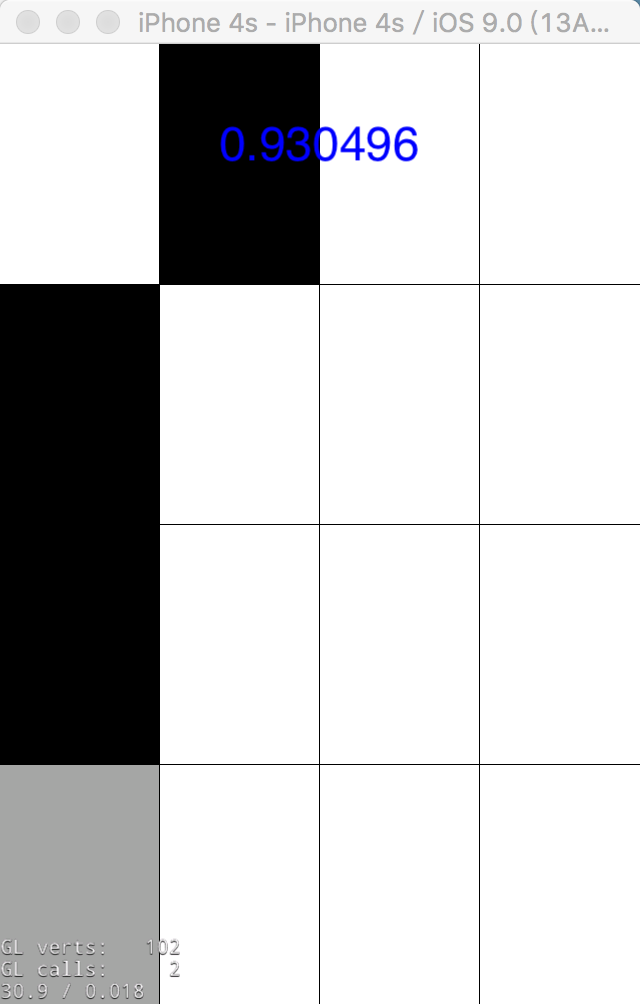 iPhone 4s - iPhone 4s / iOS 9.0 (13A...
0.930496
GL verts: 102
GL calls: 2
30.9 / 0.018